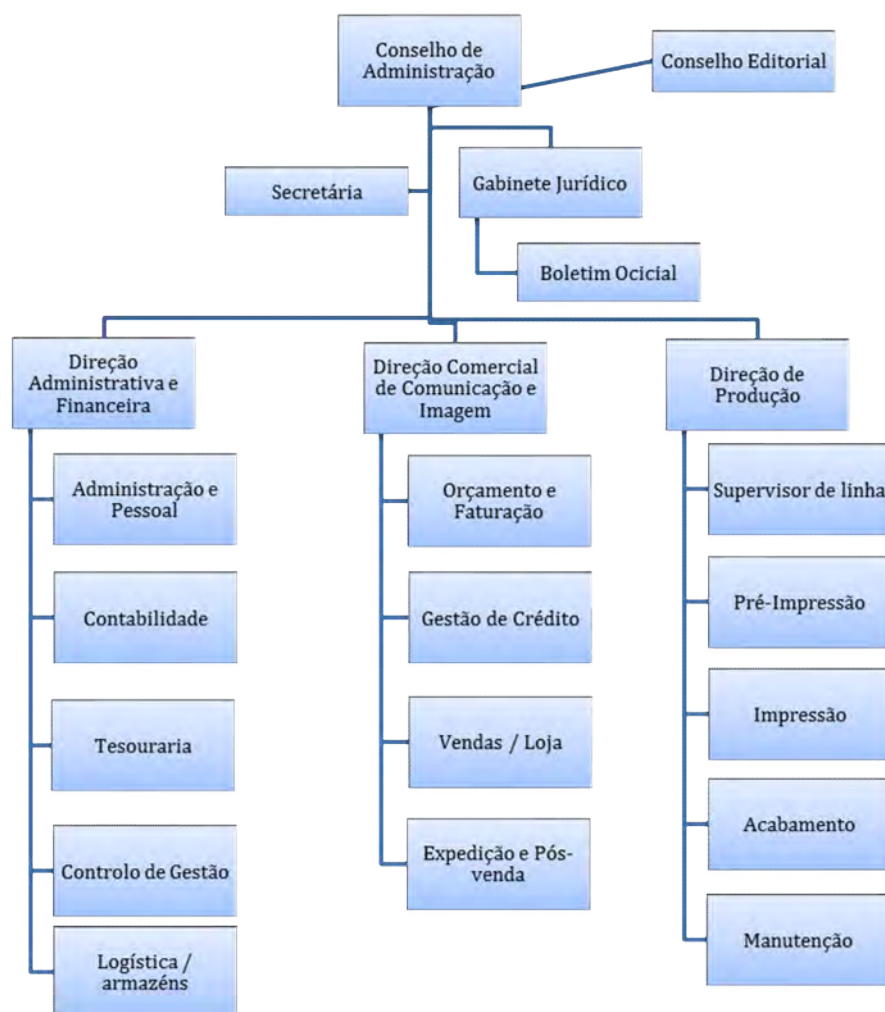 Conselho de
Administração
Conselho Editorial
Secretária
Gabinete Jurídico
Boletim Ocicial
Direção
Administrativa e
Financeira
Direção Comercial
de Comunicação e
Imagem
Direção de
Produção
Administração e
Pessoal
Contabilidade
Tesouraria
Controlo de Gestão
Logística /
armazéns
Orçamento e
Faturação
Gestão de Crédito
Vendas / Loja
Expedição e Pós-
venda
Supervisor de linha
Pré-Impressão
Impressão
Acabamento
Manutenção